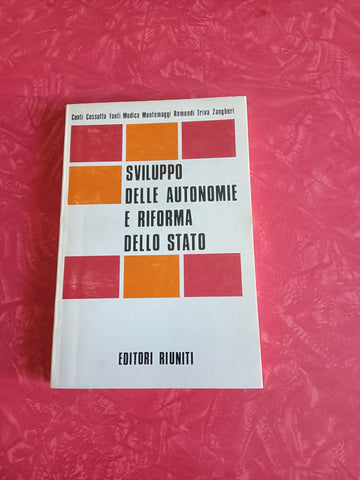 Conti Cossutta Fanti Modica Montemaggi Remondi Triva Zangheri
SVILUPPO
DELLE AUTONOMIE
E RIFORMA
DELLO STATO
EDITORI RIUNITI